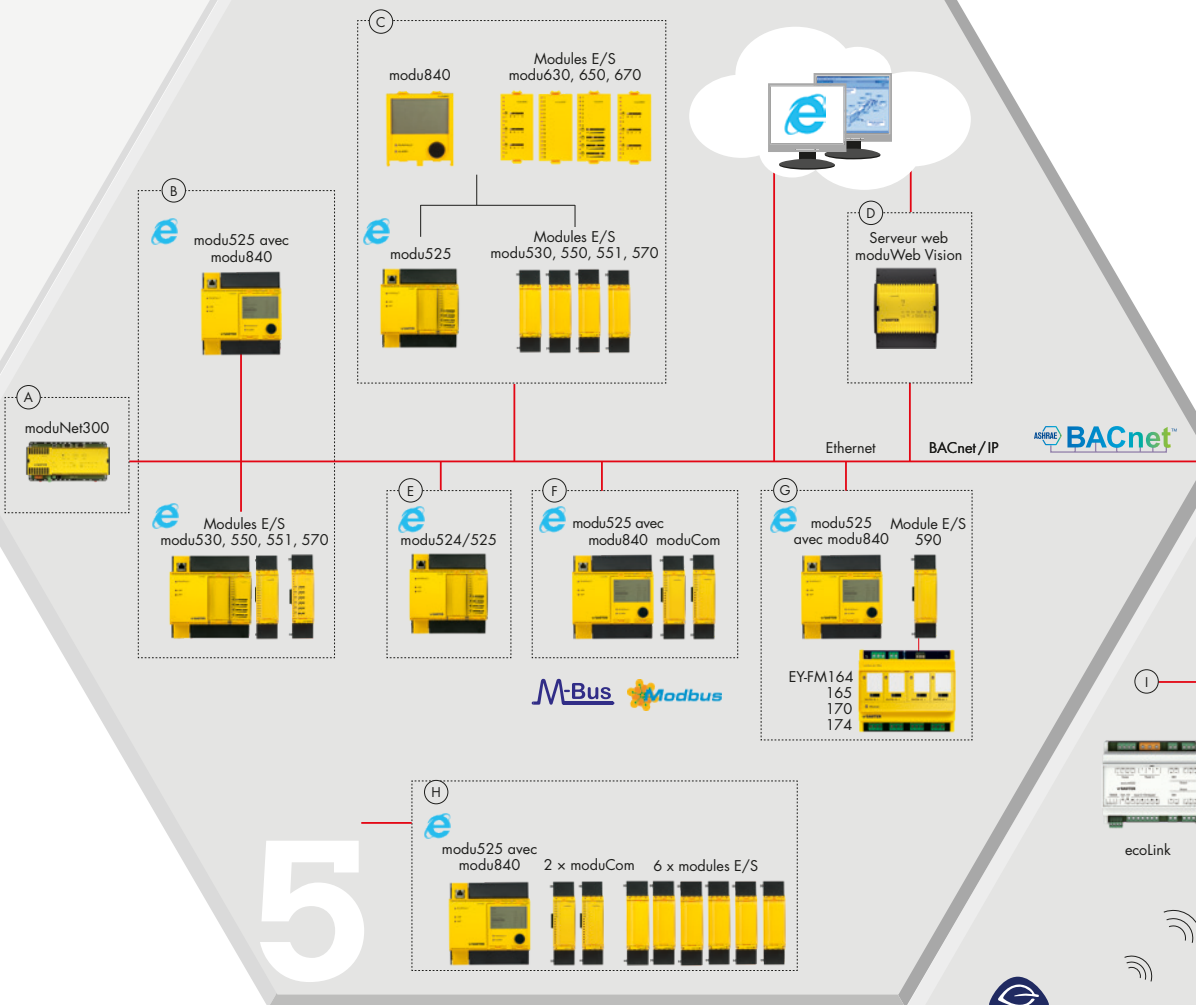 C
modu840
Modules E/S
modu630, 650, 670
B
modu525 avec
modu840
modu525
Modules E/S
modu530, 550, 551, 570
D
Serveur web
moduWeb Vision
A
moduNet300
Ethernet
BACnet/IP
ASHRAE BACnet™
Modules E/S
modu530, 550, 551, 570
E
modu524/525
F
modu525 avec
modu840 moduCom
G
modu525
avec modu840
Module E/S
590
EY-FM164
165
170
174
M-Bus
Modbus
I
ecoLink
H
modu525 avec
modu840
2 × moduCom
6 x modules E/S
5